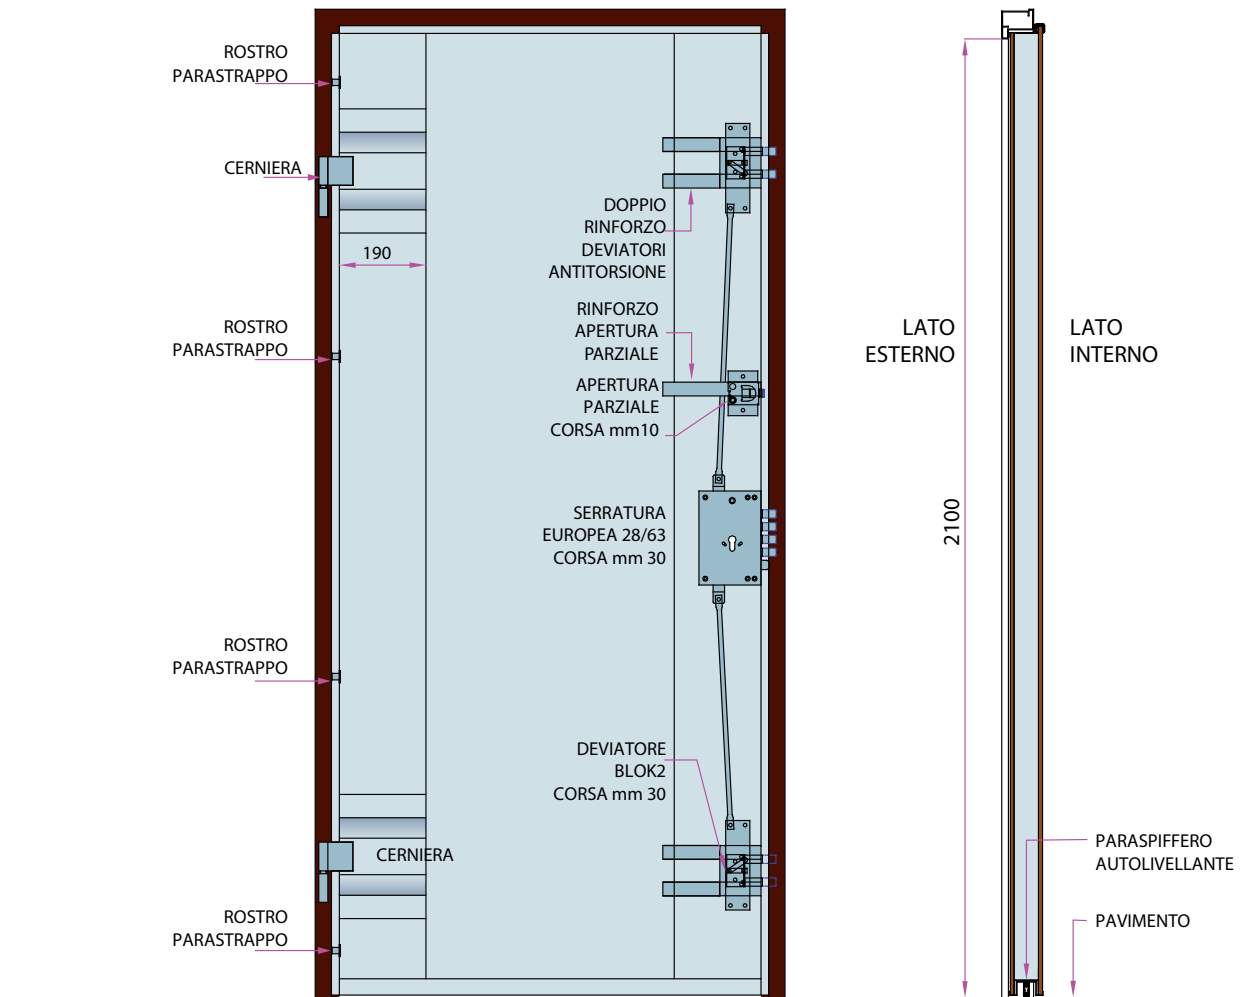 ROSTRO
PARASTRAPPO
CERNIERA
190
ROSTRO
PARASTRAPPO
ROSTRO
PARASTRAPPO
CERNIERA
ROSTRO
PARASTRAPPO
DOPPIO
RINFORZO
DEVIATORI
ANTITORSIONE
RINFORZO
APERTURA
PARZIALE
APERTURA
PARZIALE
CORSA mm10
SERRATURA
EUROPEA 28/63
CORSA mm 30
DEVIATORE
BLOK2
CORSA mm 30
LATO
ESTERNO
2100
LATO
INTERNO
PARASPIFFERO
AUTOLIVELLANTE
PAVIMENTO